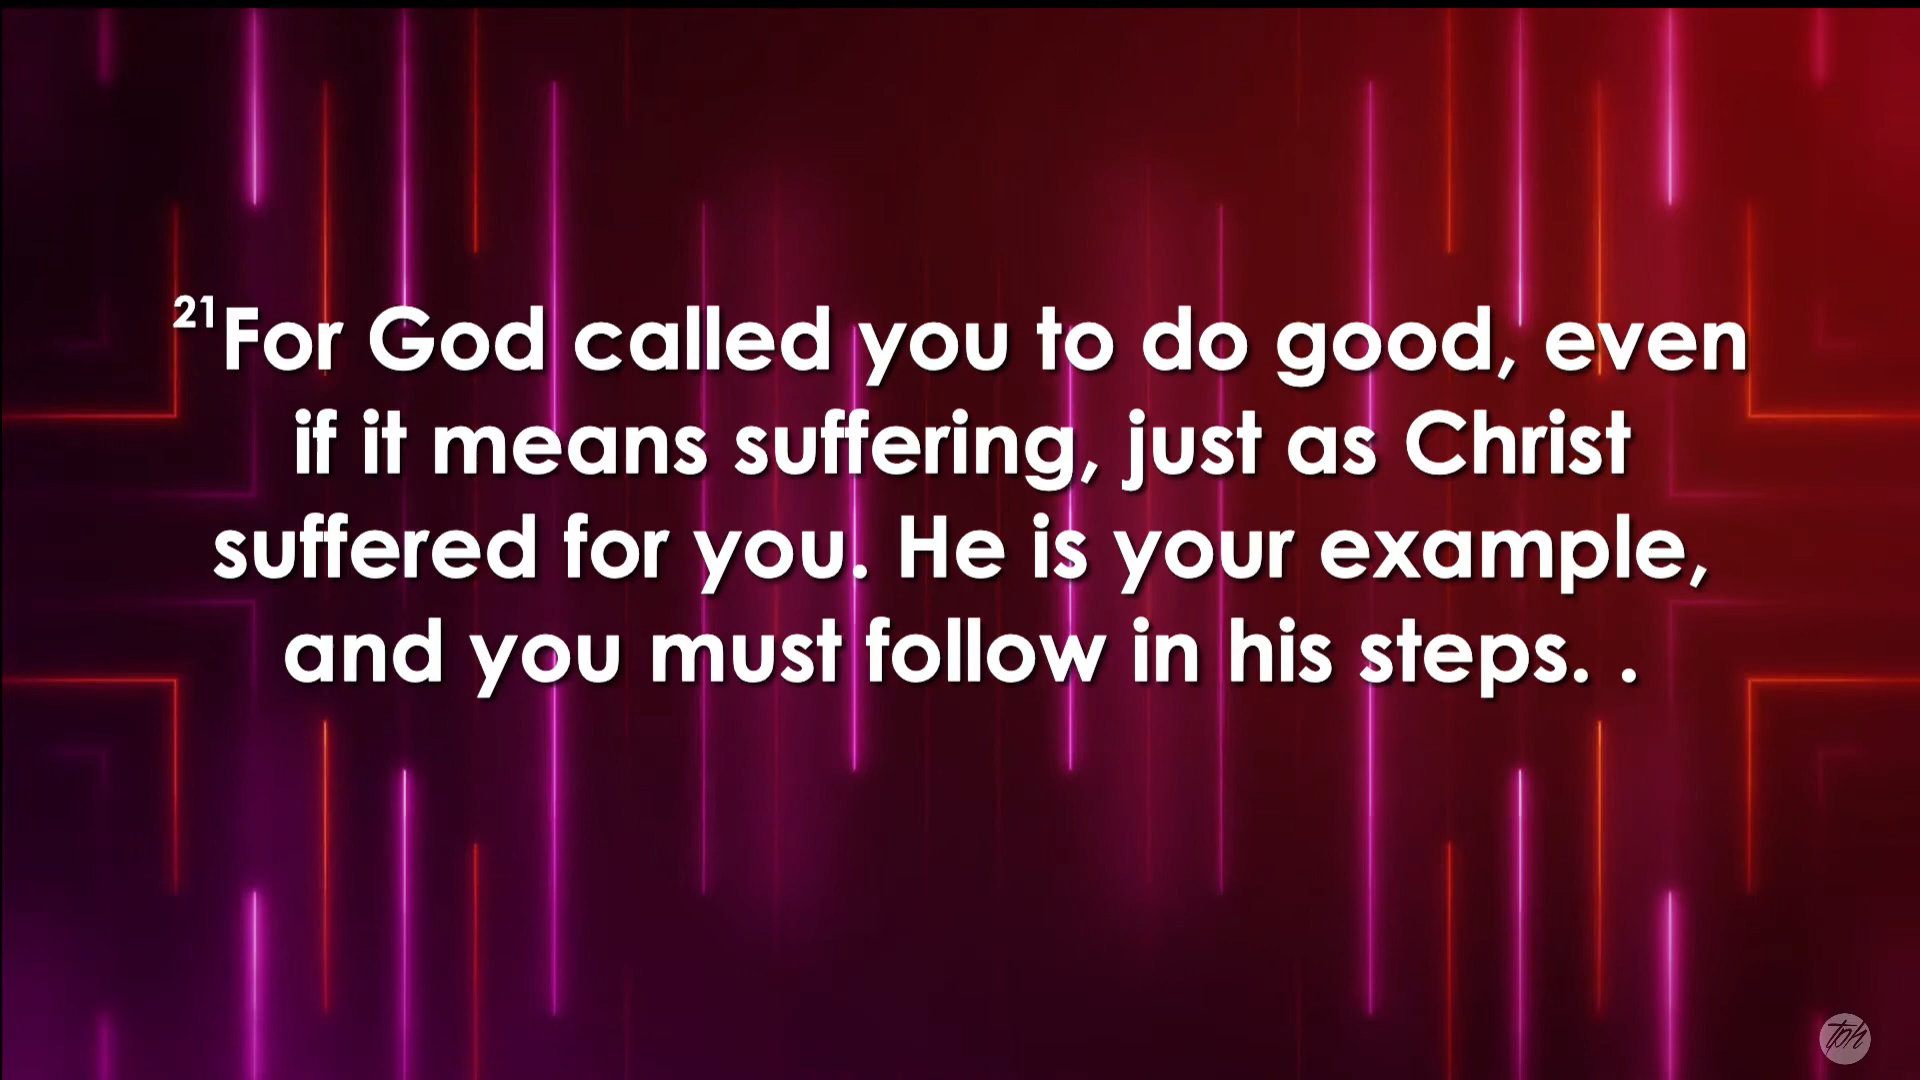 21For God called you to do good, even
if it means suffering, just as Christ
suffered for you. He is your example,
and you must follow in his steps. .
tph